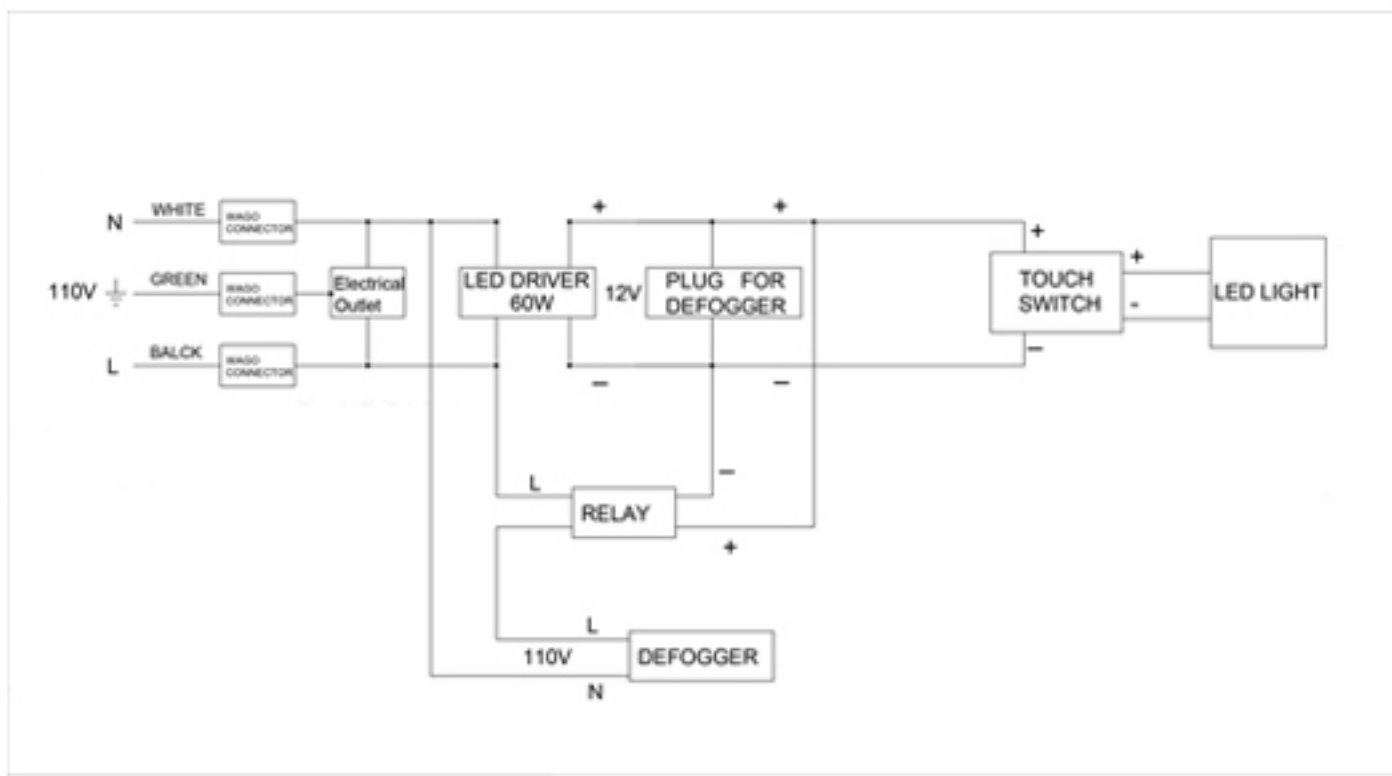 N
WHITE
WAGO
CONNECTOR
110V
GREEN
WAGO
CONNECTOR
L
BALCK
WAGO
CONNECTOR
Electrical
Outlet
LED DRIVER
60W
+
-
12V
PLUG FOR
DEFOGGER
+
-
+
-
TOUCH
SWITCH
+
-
LED LIGHT
L
RELAY
-
+
L
110V
N
DEFOGGER